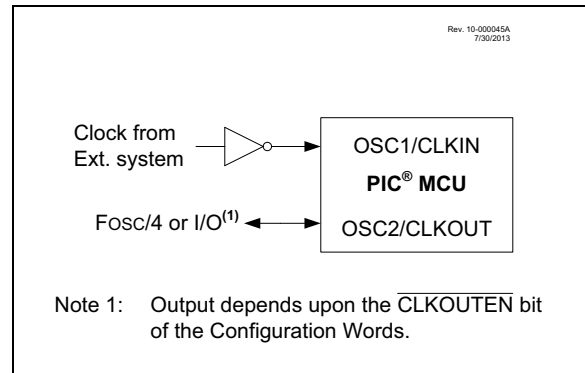 Rev. 10-000045A
7/30/2013
Clock from
Ext. system
OSC1/CLKIN
PIC® MCU
FOSC/4 or I/O(1)
OSC2/CLKOUT
Note 1: Output depends upon the CLKOUTEN bit
of the Configuration Words.